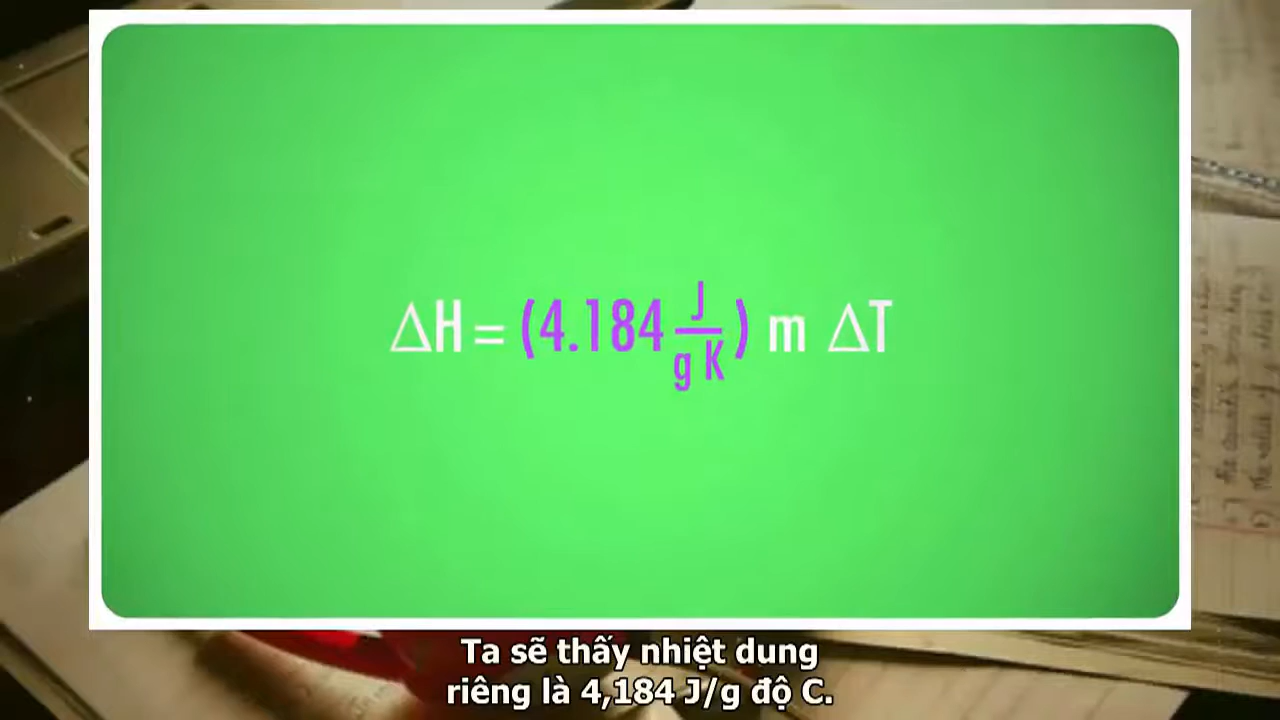 ΔH = (4.184 J/g K) m ΔT
Ta sẽ thấy nhiệt dung
riêng là 4,184 J/g độ C.